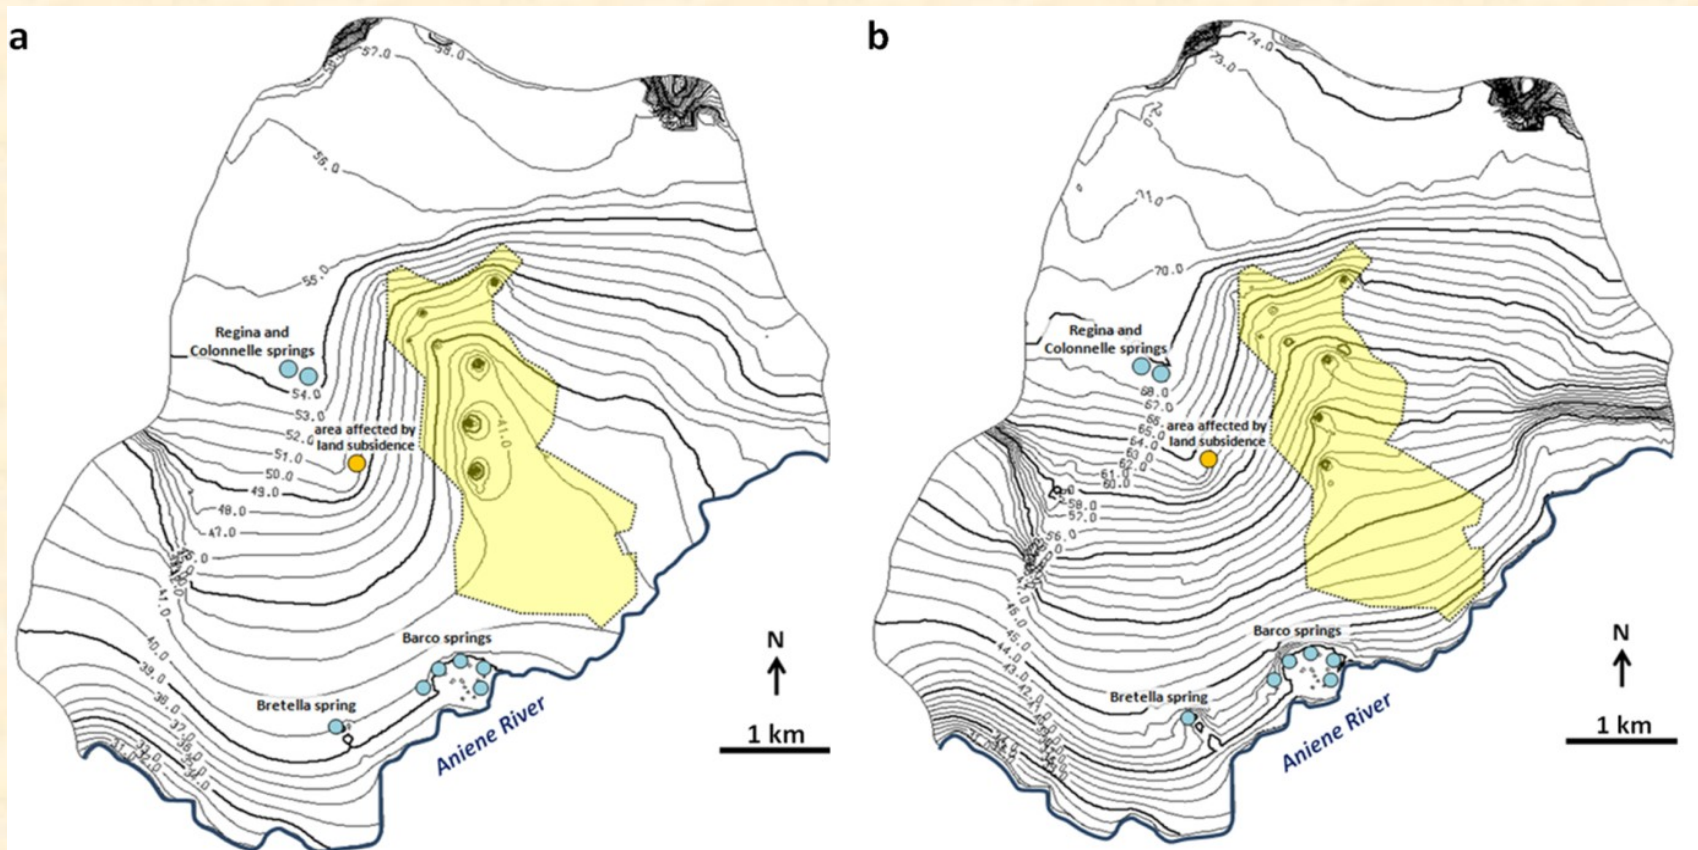 a
57.0
58.0
56.0
55.0
Regina and
Colonnelle springs
54.0
53.0
52.0
area affected by
land subsidence
51.0
50.0
49.0
48.0
47.0
41.0
41.0
40.0
39.0
38.0
37.0
Barco springs
Bretella spring
Aniene River
N
1 km
b
74.0
73.0
71.0
70.0
Regina and
Colonnelle springs
68.0
67.0
66.0
65.0
area affected by
land subsidence
64.0
63.0
62.0
61.0
60.0
58.0
57.0
56.0
46.0
45.0
44.0
43.0
Barco springs
Bretella spring
Aniene River
N
1 km